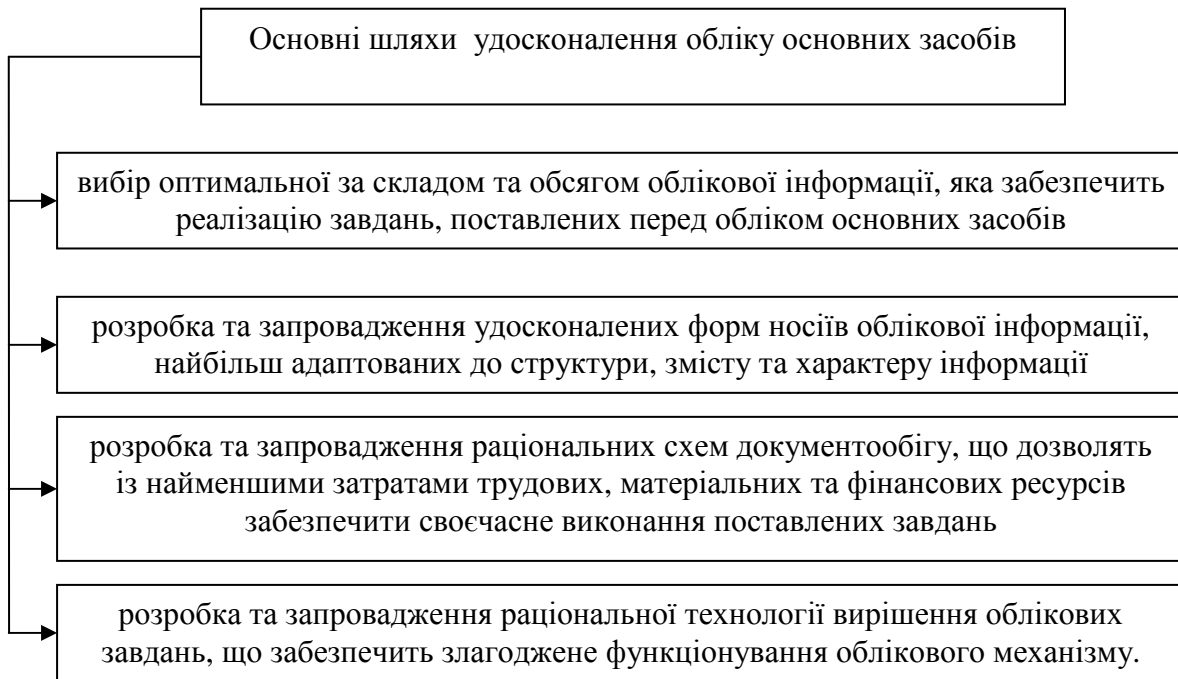 Основні шляхи удосконалення обліку основних засобів
вибір оптимальної за складом та обсягом облікової інформації, яка забезпечить
реалізацію завдань, поставлених перед обліком основних засобів
розробка та запровадження удосконалених форм носіїв облікової інформації,
найбільш адаптованих до структури, змісту та характеру інформації
розробка та запровадження раціональних схем документообігу, що дозволять
із найменшими затратами трудових, матеріальних та фінансових ресурсів
забезпечити своєчасне виконання поставлених завдань
розробка та запровадження раціональної технології вирішення облікових
завдань, що забезпечить злагоджене функціонування облікового механізму.